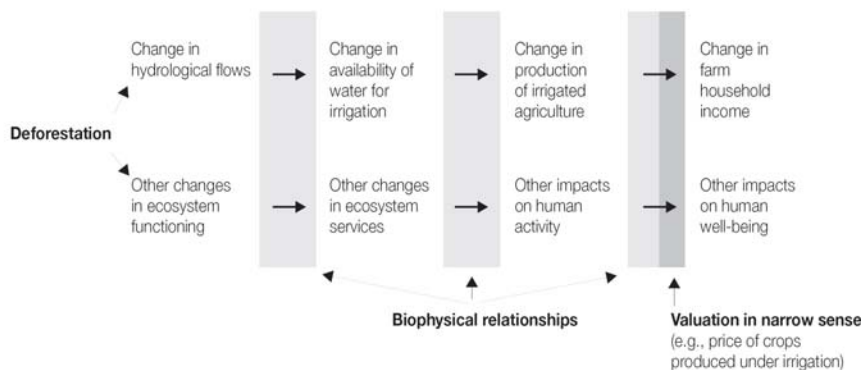 Change in
hydrological flows
Change in
availability of
water for
irrigation
Change in
production
of irrigated
agriculture
Change in
farm
household
income
Deforestation
Other changes
in ecosystem
functioning
Other changes
in ecosystem
services
Other impacts
on human
activity
Other impacts
on human
well-being
Biophysical relationships
Valuation in narrow sense
(e.g., price of crops
produced under irrigation)